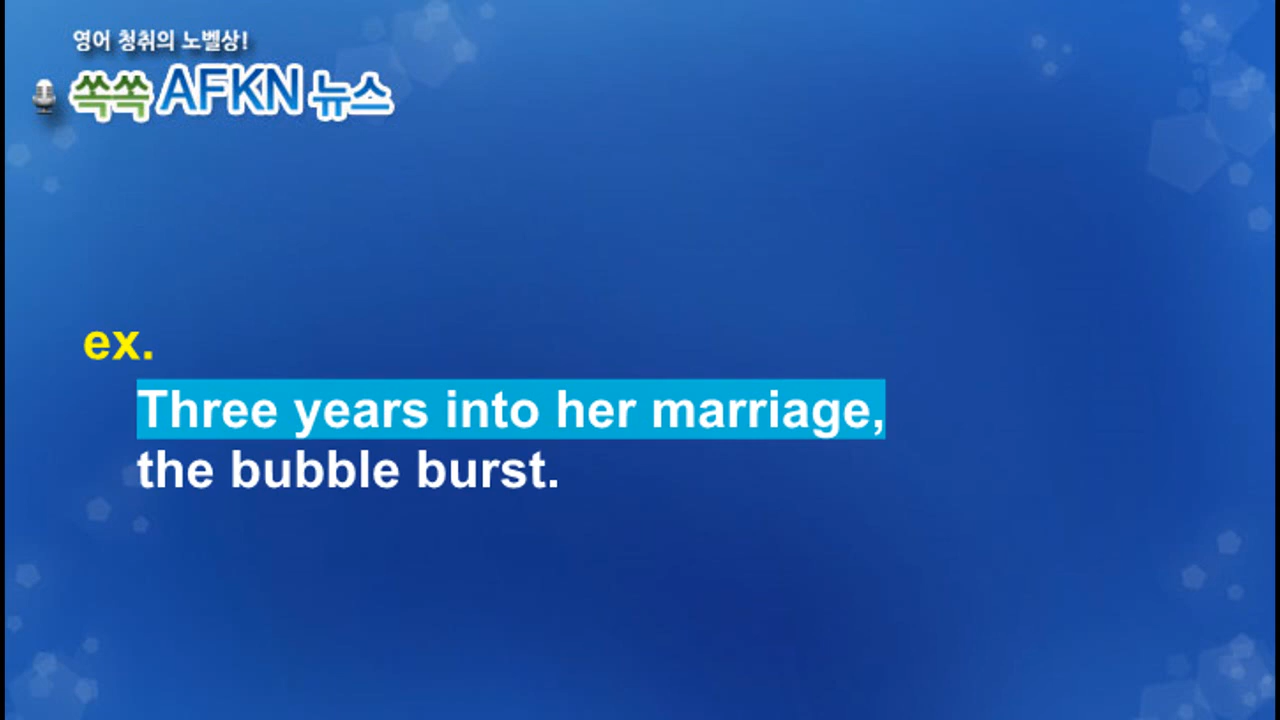 영어 청취의 노벨상!
쏙쏙 AFKN 뉴스
ex.
Three years into her marriage,
the bubble burst.